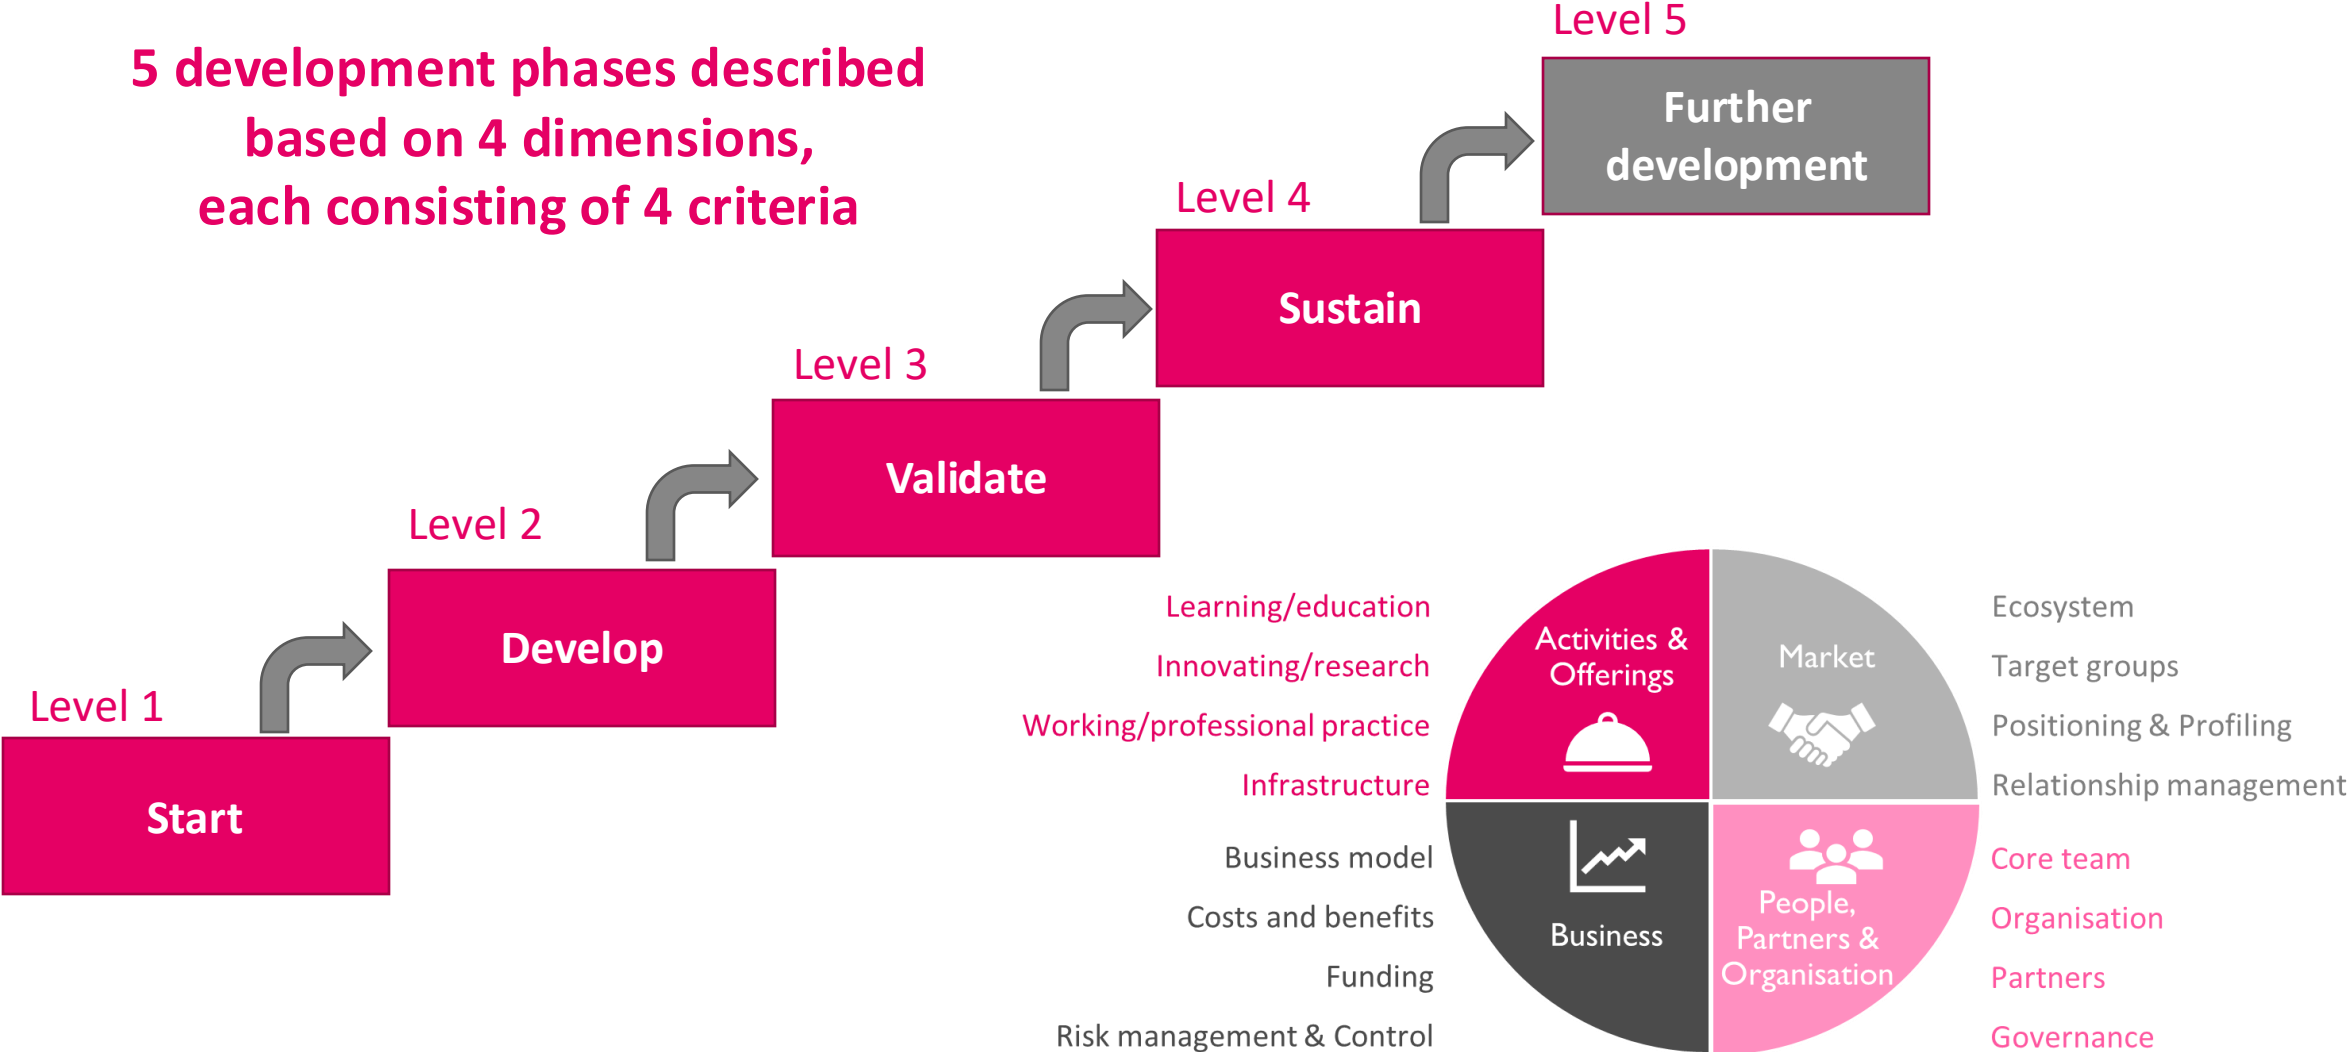 5 development phases described
based on 4 dimensions,
each consisting of 4 criteria
Level 5
Further
development
Level 4
Sustain
Level 3
Validate
Level 2
Develop
Level 1
Start
Learning/education
Innovating/research
Working/professional practice
Infrastructure
Activities &
Offerings
Market
Ecosystem
Target groups
Positioning & Profiling
Relationship management
Business model
Costs and benefits
Funding
Risk management & Control
Business
People,
Partners &
Organisation
Core team
Organisation
Partners
Governance